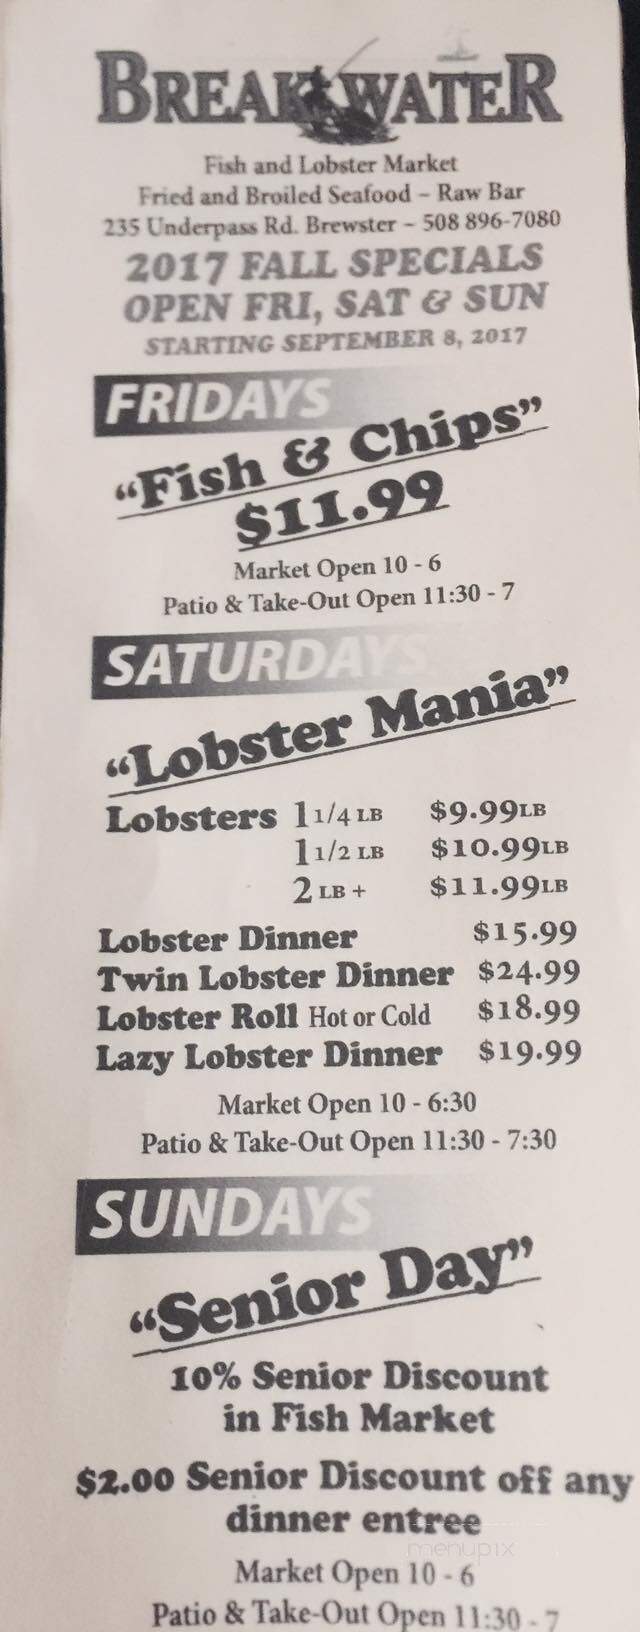 BREAKWATER
Fish and Lobster Market
Fried and Broiled Seafood – Raw Bar
235 Underpass Rd. Brewster – 508 896-7080
2017 FALL SPECIALS
OPEN FRI, SAT & SUN
STARTING SEPTEMBER 8, 2017
FRIDAYS
“Fish & Chips”
$11.99
Market Open 10 - 6
Patio & Take-Out Open 11:30 - 7
SATURDAYS
“Lobster Mania”
Lobsters 1 1/4 LB $9.99LB
1 1/2 LB $10.99LB
2 LB + $11.99LB
Lobster Dinner $15.99
Twin Lobster Dinner $24.99
Lobster Roll Hot or Cold $18.99
Lazy Lobster Dinner $19.99
Market Open 10 - 6:30
Patio & Take-Out Open 11:30 - 7:30
SUNDAYS
“Senior Day”
10% Senior Discount
in Fish Market
$2.00 Senior Discount off any
dinner entree
menupix
Market Open 10 - 6
Patio & Take-Out Open 11:30 - 7